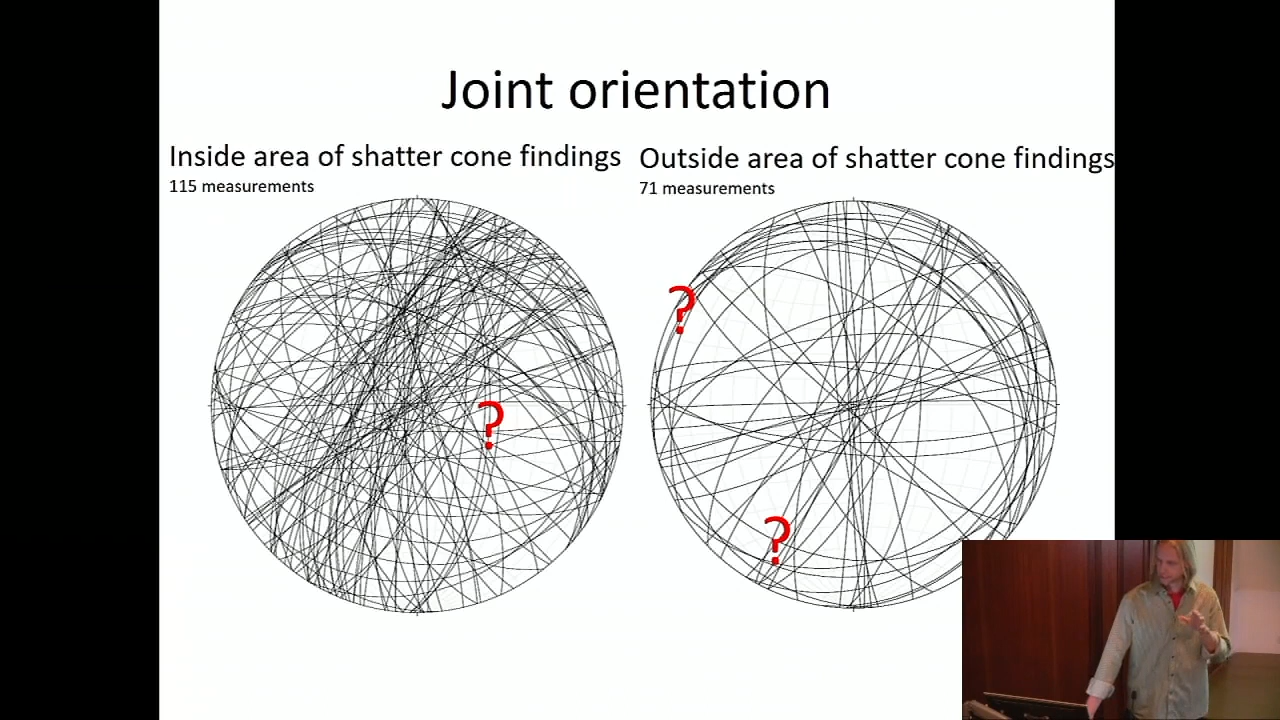 Joint orientation
Inside area of shatter cone findings
115 measurements
Outside area of shatter cone findings
71 measurements
?
?
?